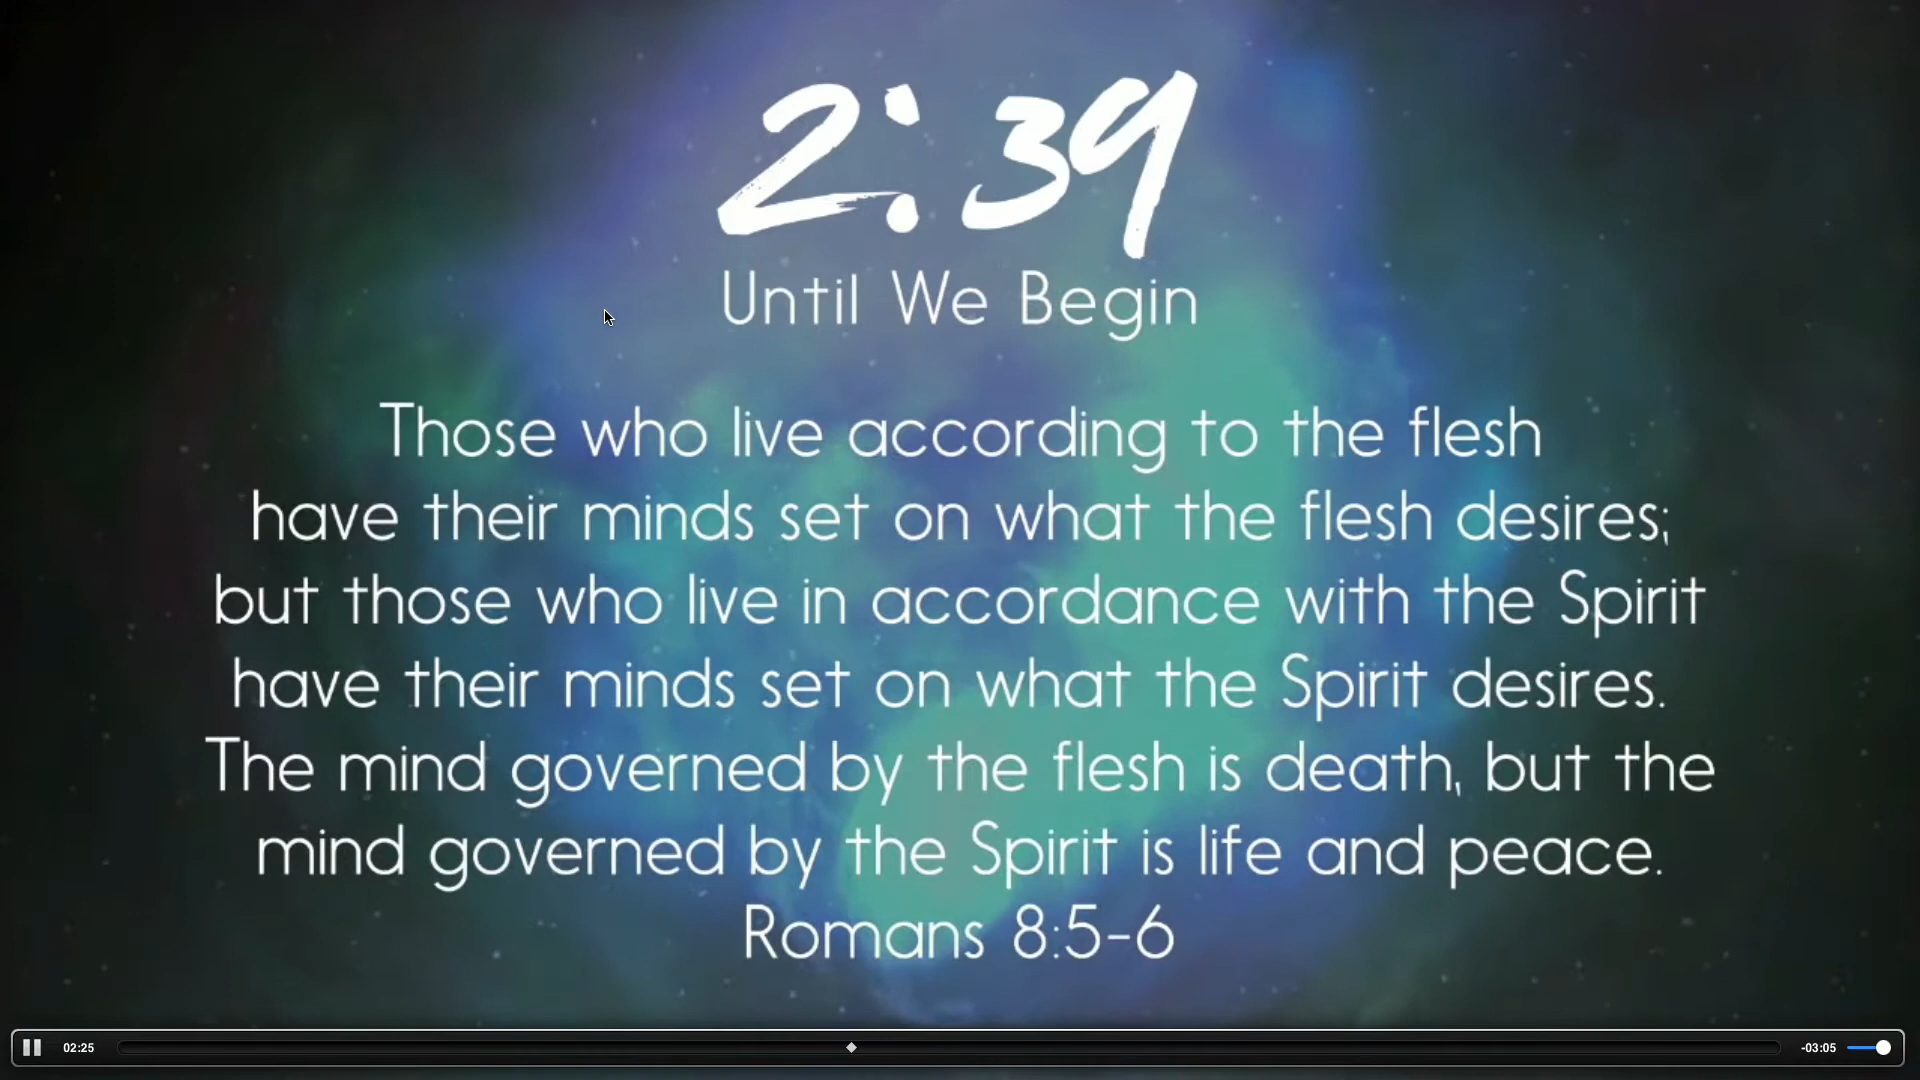 2:39
Until We Begin
Those who live according to the flesh
have their minds set on what the flesh desires;
but those who live in accordance with the Spirit
have their minds set on what the Spirit desires.
The mind governed by the flesh is death, but the
mind governed by the Spirit is life and peace.
Romans 8:5-6
02:25 -03:05